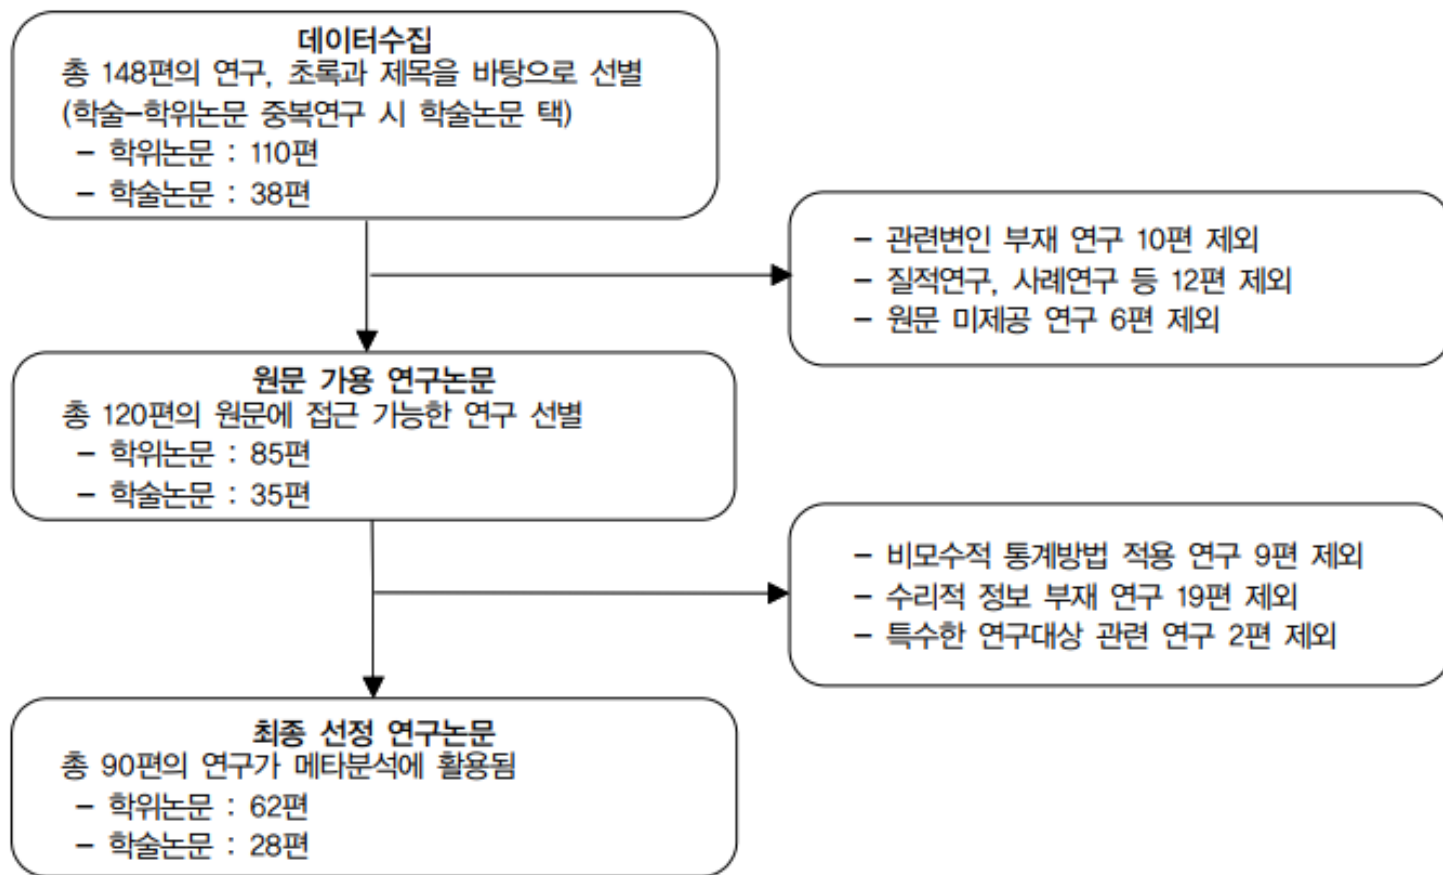 데이터수집
총 148편의 연구, 초록과 제목을 바탕으로 선별
(학술-학위논문 중복연구 시 학술논문 택)
- 학위논문 : 110편
- 학술논문 : 38편
- 관련변인 부재 연구 10편 제외
- 질적연구, 사례연구 등 12편 제외
- 원문 미제공 연구 6편 제외
원문 가용 연구논문
총 120편의 원문에 접근 가능한 연구 선별
- 학위논문 : 85편
- 학술논문 : 35편
- 비모수적 통계방법 적용 연구 9편 제외
- 수리적 정보 부재 연구 19편 제외
- 특수한 연구대상 관련 연구 2편 제외
최종 선정 연구논문
총 90편의 연구가 메타분석에 활용됨
- 학위논문 : 62편
- 학술논문 : 28편